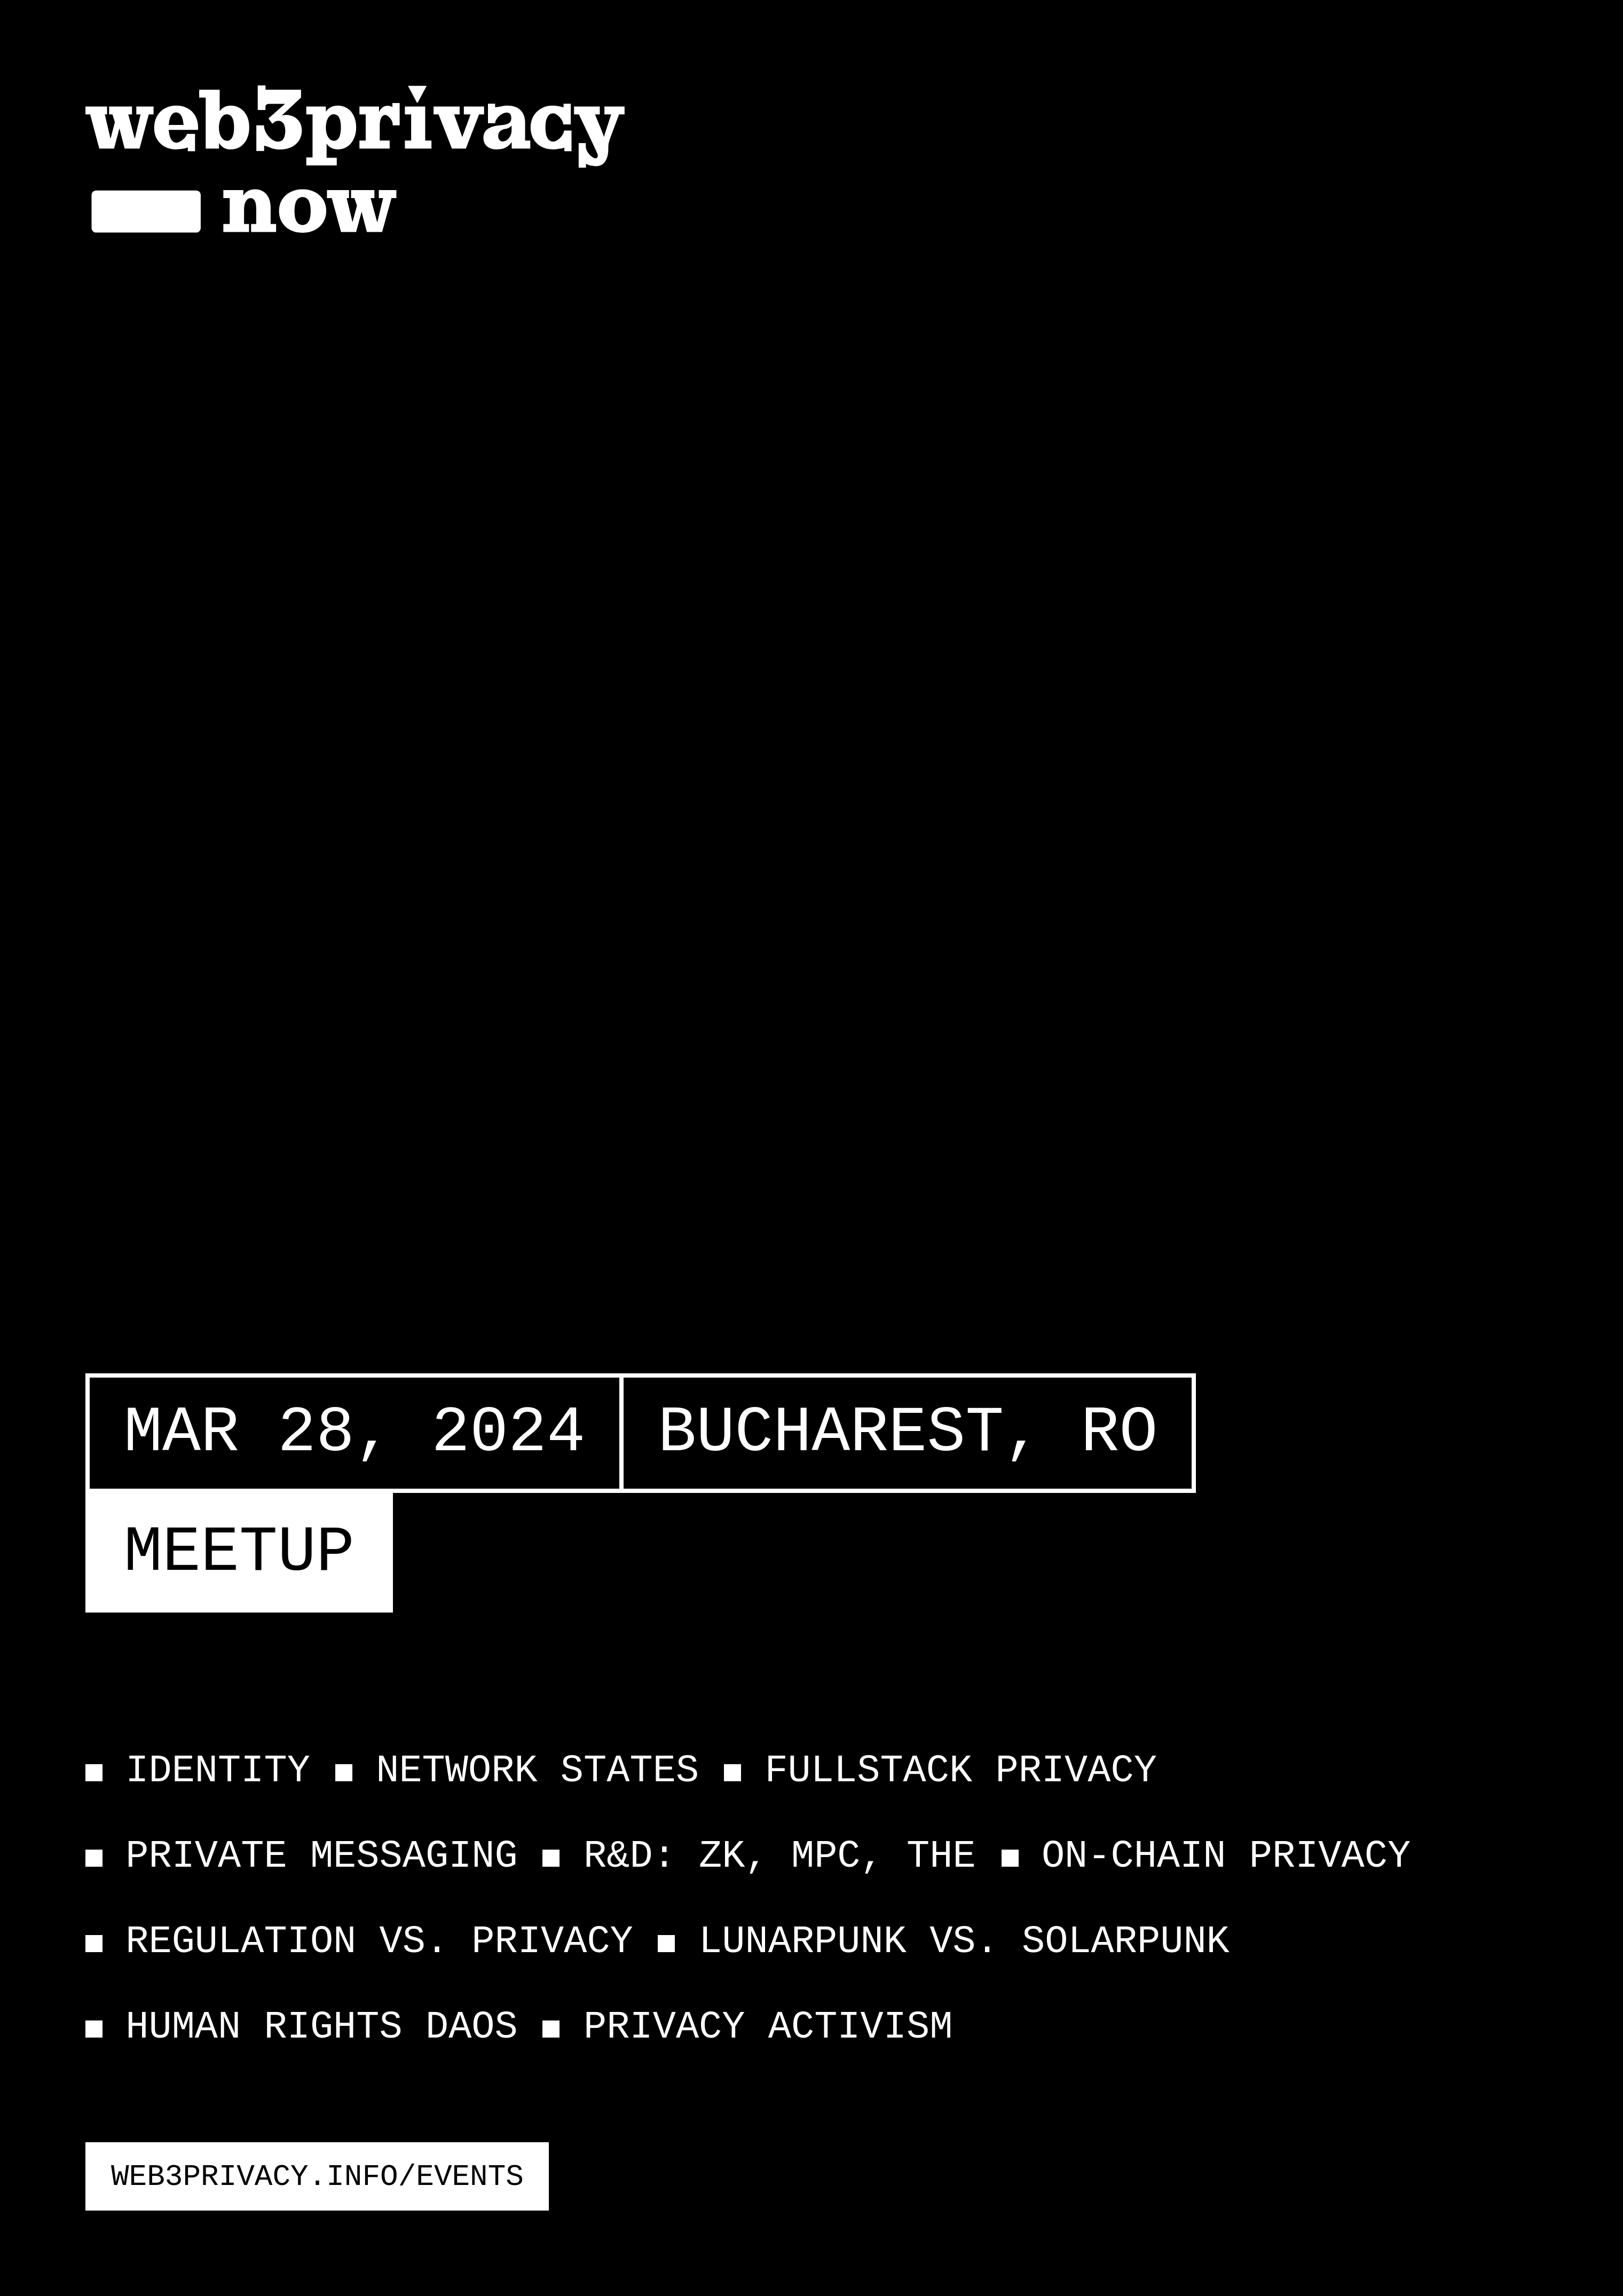 web3privacy
now
MAR 28, 2024 BUCHAREST, RO
MEETUP
■ IDENTITY ■ NETWORK STATES ■ FULLSTACK PRIVACY
■ PRIVATE MESSAGING ■ R&D: ZK, MPC, THE ■ ON-CHAIN PRIVACY
■ REGULATION VS. PRIVACY ■ LUNARPUNK VS. SOLARPUNK
■ HUMAN RIGHTS DAOS ■ PRIVACY ACTIVISM
WEB3PRIVACY.INFO/EVENTS